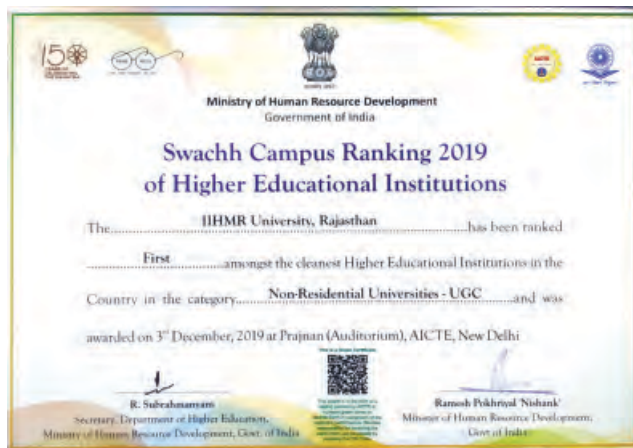 150
Ministry of Human Resource Development
Government of India
Swachh Campus Ranking 2019
of Higher Educational Institutions
The IIHMR University, Rajasthan has been ranked
First amongst the cleanest Higher Educational Institutions in the
Country in the category Non-Residential Universities - UGC and was
awarded on 3rd December, 2019 at Prajnan (Auditorium), AICTE, New Delhi
R. Subrahmanyam
Secretary, Department of Higher Education,
Ministry of Human Resource Development, Govt. of India
Ramesh Pokhriyal 'Nishank'
Minister of Human Resource Development,
Govt of India